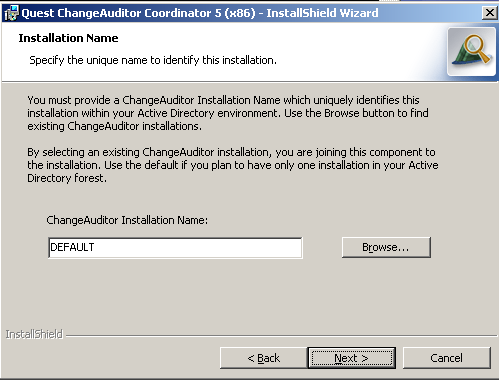 Quest ChangeAuditor Coordinator 5 (x86) - InstallShield Wizard
Installation Name
Specify the unique name to identify this installation.
You must provide a ChangeAuditor Installation Name which uniquely identifies this
installation within your Active Directory environment. Use the Browse button to find
existing ChangeAuditor installations.
By selecting an existing ChangeAuditor installation, you are joining this component to
the installation. Use the default if you plan to have only one installation in your Active
Directory forest.
ChangeAuditor Installation Name:
DEFAULT
Browse...
InstallShield
< Back
Next >
Cancel